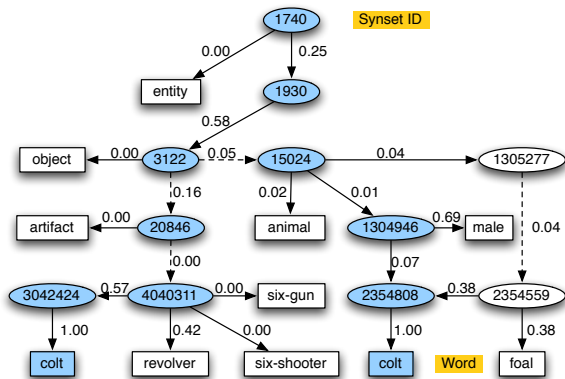 1740 Synset ID
0.00 0.25
entity 1930
0.58
object 0.00 3122 0.05 15024 0.04 1305277
0.16 0.02 0.01 0.04
artifact 0.00 20846 animal 1304946 0.69 male
0.00 0.07
3042424 0.57 4040311 0.00 six-gun 2354808 0.38 2354559
1.00 0.42 0.00 1.00 0.38
colt revolver six-shooter colt Word foal